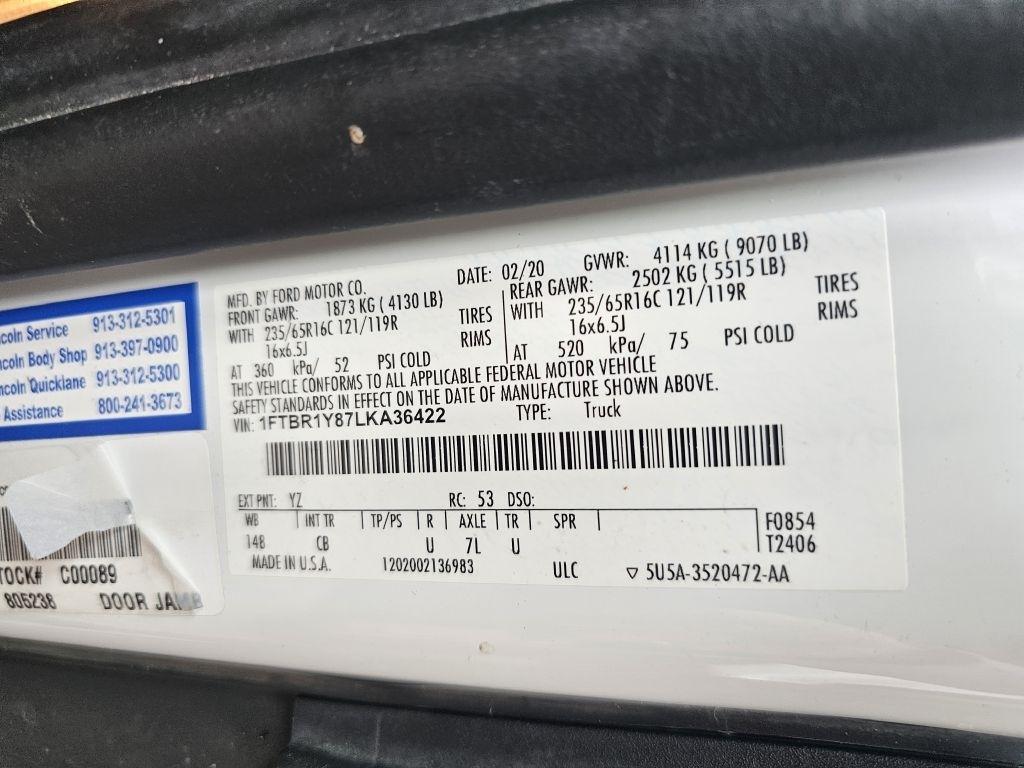 MFD. BY FORD MOTOR CO. DATE: 02/20 GVWR: 4114 KG ( 9070 LB)
FRONT GAWR: 1873 KG ( 4130 LB) REAR GAWR: 2502 KG ( 5515 LB)
WITH 235/65R16C 121/119R TIRES WITH 235/65R16C 121/119R TIRES
16x6.5J RIMS 16x6.5J RIMS
AT 360 kPa/ 52 PSI COLD AT 520 kPa/ 75 PSI COLD
THIS VEHICLE CONFORMS TO ALL APPLICABLE FEDERAL MOTOR VEHICLE
SAFETY STANDARDS IN EFFECT ON THE DATE OF MANUFACTURE SHOWN ABOVE.
VIN: 1FTBR1Y87LKA36422 TYPE: Truck
EXT PNT: YZ RC: 53 DSO:
WB INT TR TP/PS R AXLE TR SPR F0854
148 CB U 7L U T2406
MADE IN U.S.A. 1202002136983 ULC ▽ 5U5A-3520472-AA
ncoln Service 913-312-5301
ncoln Body Shop 913-397-0900
ncoln Quicklane 913-312-5300
Assistance 800-241-3673
TOCK# C00089
805238 DOOR JAMB